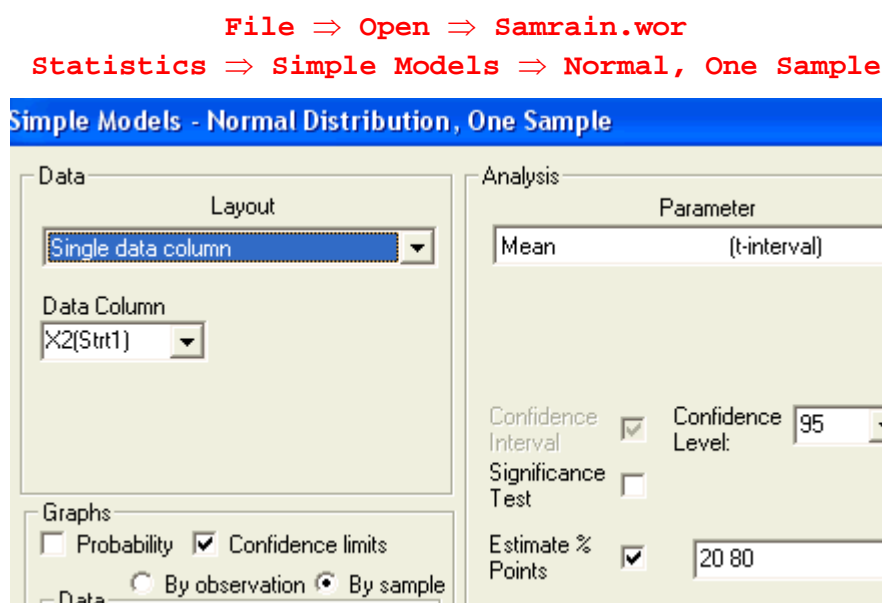 File ⇒ Open ⇒ Samrain.wor
Statistics ⇒ Simple Models ⇒ Normal, One Sample
Simple Models - Normal Distribution, One Sample
Data
Layout
Single data column
Data Column
X2(Strt1)
Graphs
Probability Confidence limits
By observation By sample
Data
Analysis
Parameter
Mean (t-interval)
Confidence Interval
Confidence Level: 95
Significance Test
Estimate % Points 20 80